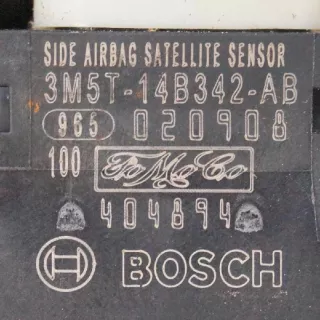 SIDE AIRBAG SATELLITE SENSOR
3M5T-14B342-AB
965 020908
100 FoMoCo
404894
BOSCH